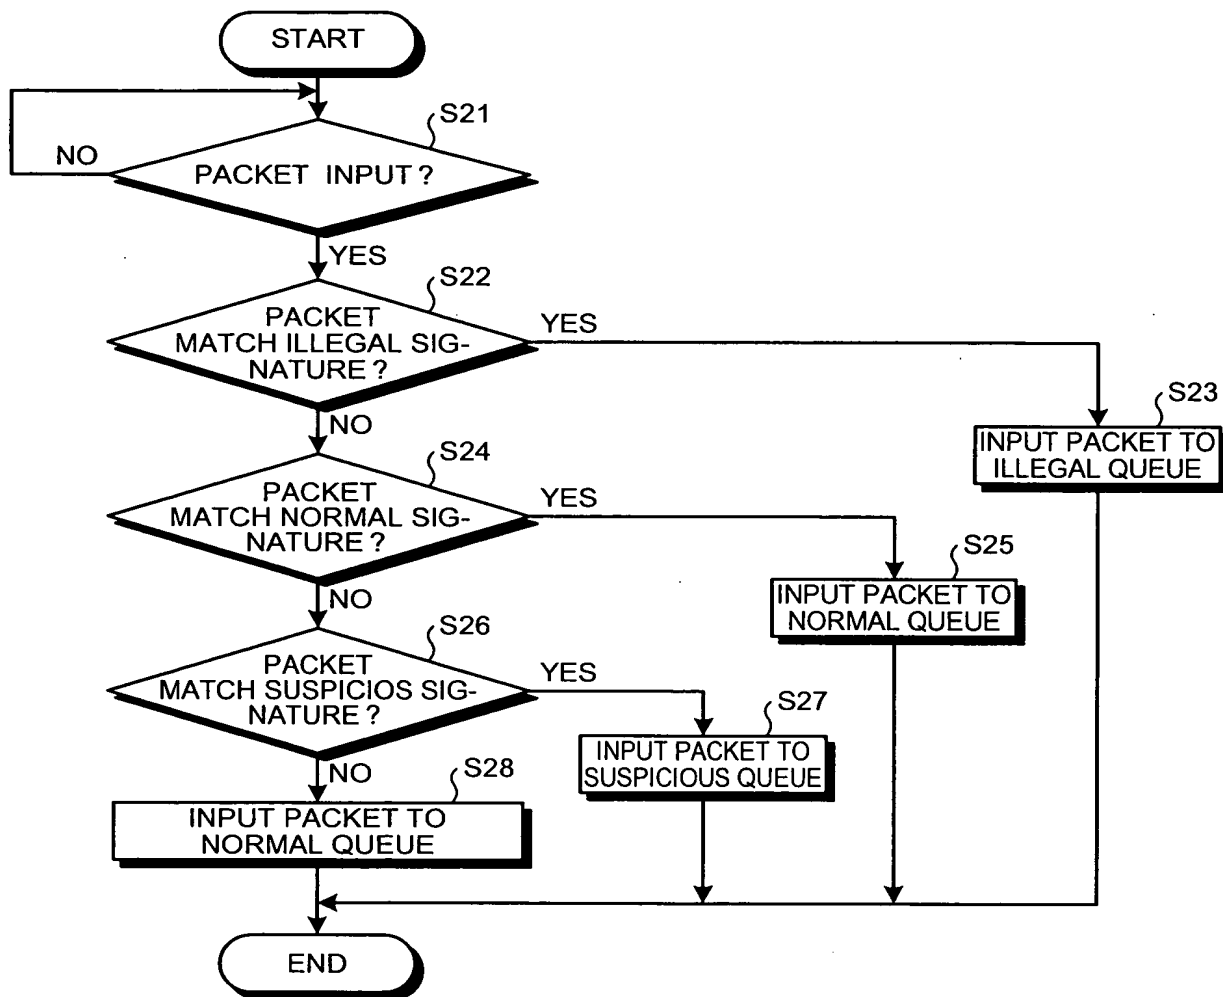 START
S21
NO
PACKET INPUT ?
YES
S22
PACKET
MATCH ILLEGAL SIG-
NATURE ?
YES
NO
S23
INPUT PACKET TO
ILLEGAL QUEUE
S24
PACKET
MATCH NORMAL SIG-
NATURE ?
YES
NO
S25
INPUT PACKET TO
NORMAL QUEUE
S26
PACKET
MATCH SUSPICIOS SIG-
NATURE ?
YES
NO
S27
INPUT PACKET TO
SUSPICIOUS QUEUE
S28
INPUT PACKET TO
NORMAL QUEUE
END